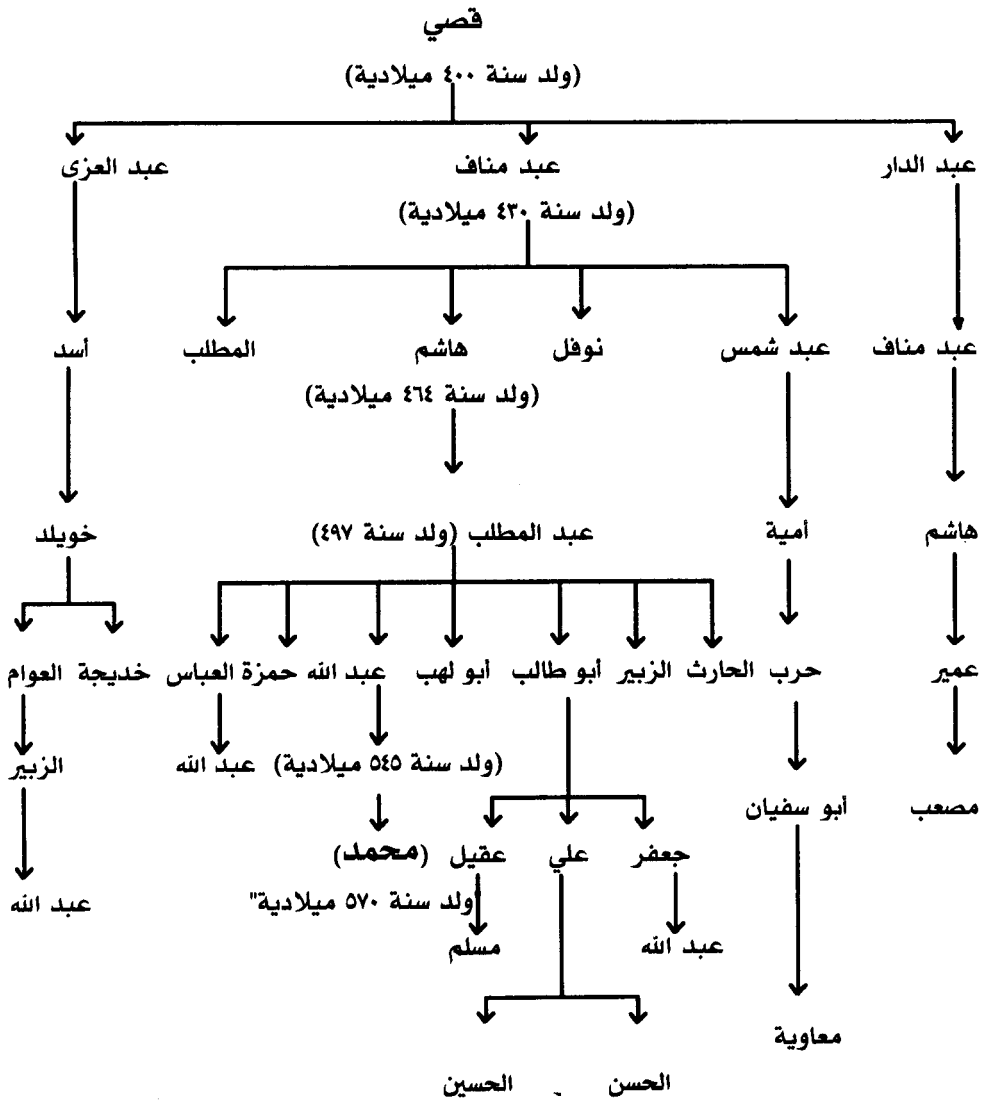 قصي
(ولد سنة ٤٠٠ ميلادية)
عبد الدار عبد مناف عبد العزى
(ولد سنة ٤٣٠ ميلادية)
عبد مناف عبد شمس نوفل هاشم المطلب أسد
(ولد سنة ٤٦٤ ميلادية)
هاشم أمية عبد المطلب (ولد سنة ٤٩٧) خويلد
عمير حرب الحارث الزبير أبو طالب أبو لهب عبد الله حمزة العباس خديجة العوام
(ولد سنة ٥٤٥ ميلادية) عبد الله الزبير
مصعب أبو سفيان
جعفر علي عقيل (محمد)
ولد سنة ٥٧٠ ميلادية" عبد الله
عبد الله مسلم
معاوية
الحسن الحسين